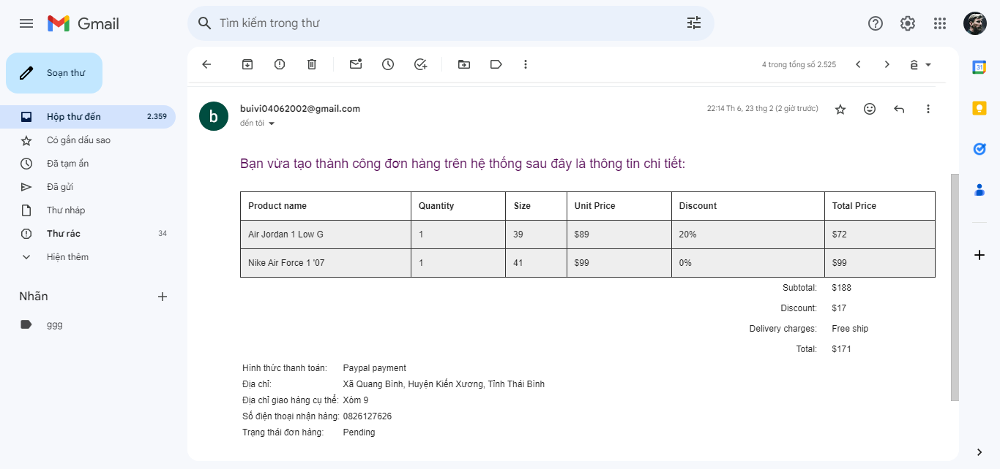 Gmail
Tìm kiếm trong thư
Soạn thư
4 trong tổng số 2.525
31
Hộp thư đến 2.359
Có gắn dấu sao
Đã tạm ẩn
Đã gửi
Thư nháp
Thư rác 34
Hiện thêm
Nhãn
ggg
b
buivi04062002@gmail.com
22:14 Th 6, 23 thg 2 (2 giờ trước)
đến tôi
Bạn vừa tạo thành công đơn hàng trên hệ thống sau đây là thông tin chi tiết:
Product name Quantity Size Unit Price Discount Total Price
Air Jordan 1 Low G 1 39 $89 20% $72
Nike Air Force 1 '07 1 41 $99 0% $99
Subtotal: $188
Discount: $17
Delivery charges: Free ship
Total: $171
Hình thức thanh toán: Paypal payment
Địa chỉ: Xã Quang Bình, Huyện Kiến Xương, Tỉnh Thái Bình
Địa chỉ giao hàng cụ thể: Xóm 9
Số điện thoại nhận hàng: 0826127626
Trạng thái đơn hàng: Pending